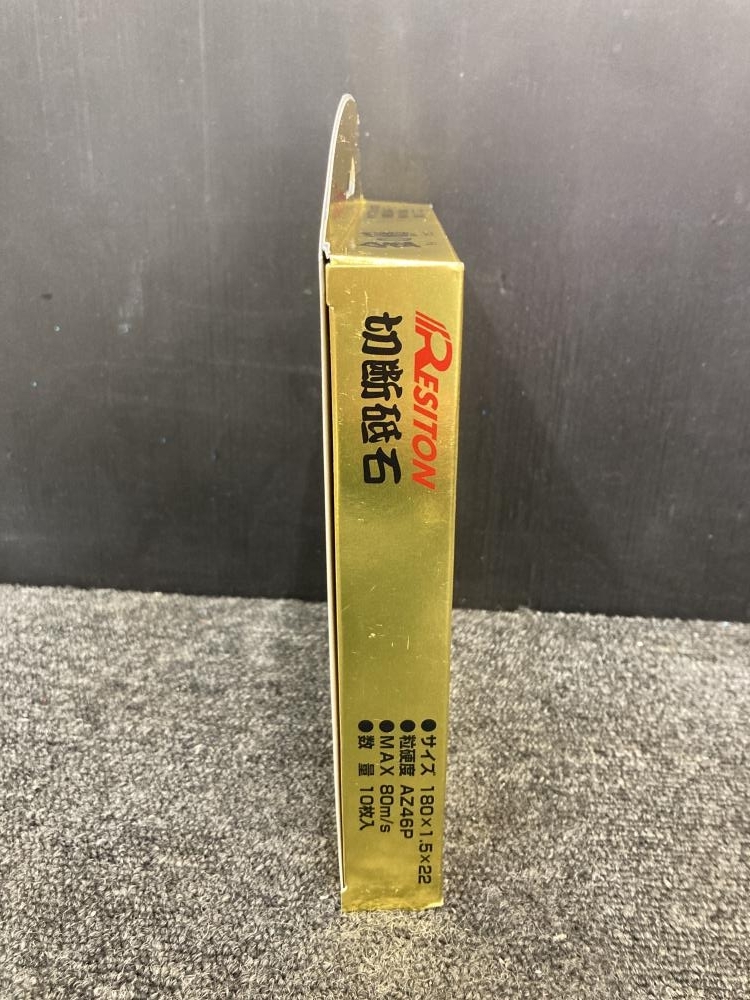 RESITON
切断砥石
●サイズ 180×1.5×22
●粒硬度 AZ46P
●MAX 80m/s
●数 量 10枚入